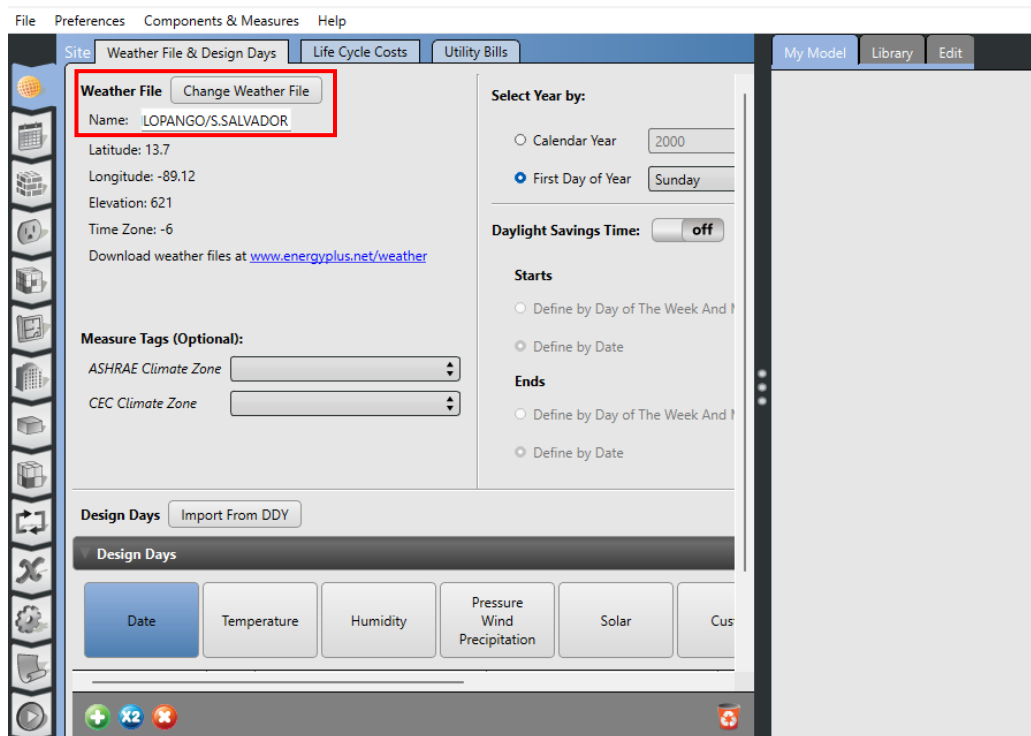 File Preferences Components & Measures Help
Site Weather File & Design Days Life Cycle Costs Utility Bills
My Model Library Edit
Weather File Change Weather File
Name: LOPANGO/S.SALVADOR
Latitude: 13.7
Longitude: -89.12
Elevation: 621
Time Zone: -6
Download weather files at www.energyplus.net/weather
Measure Tags (Optional):
ASHRAE Climate Zone
CEC Climate Zone
Select Year by:
Calendar Year 2000
First Day of Year Sunday
Daylight Savings Time: off
Starts
Define by Day of The Week And
Define by Date
Ends
Define by Day of The Week And
Define by Date
Design Days Import From DDY
Design Days
Date
Temperature
Humidity
Pressure
Wind
Precipitation
Solar
Cus
X2